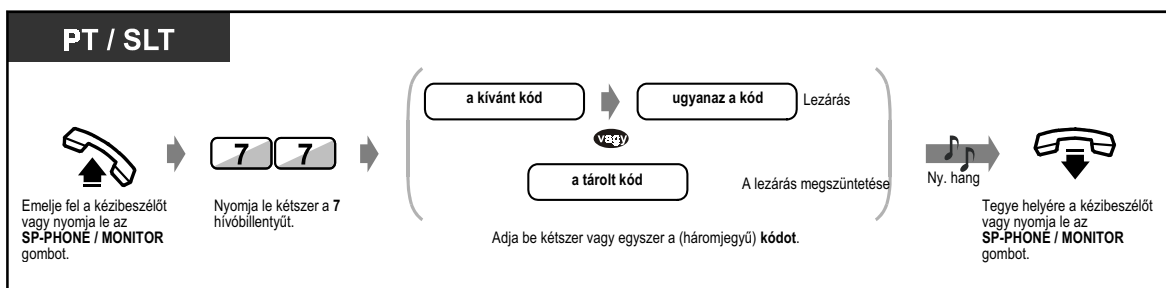 PT / SLT
a kívánt kód
ugyanaz a kód
Lezárás
vagy
7
7
a tárolt kód
A lezárás megszüntetése
Ny. hang
Emelje fel a kézibeszélőt
vagy nyomja le az
SP-PHONE / MONITOR
gombot.
Nyomja le kétszer a 7
hívóbillentyűt.
Adja be kétszer vagy egyszer a (háromjegyű) kódot.
Tegye helyére a kézibeszélőt
vagy nyomja le az
SP-PHONE / MONITOR
gombot.